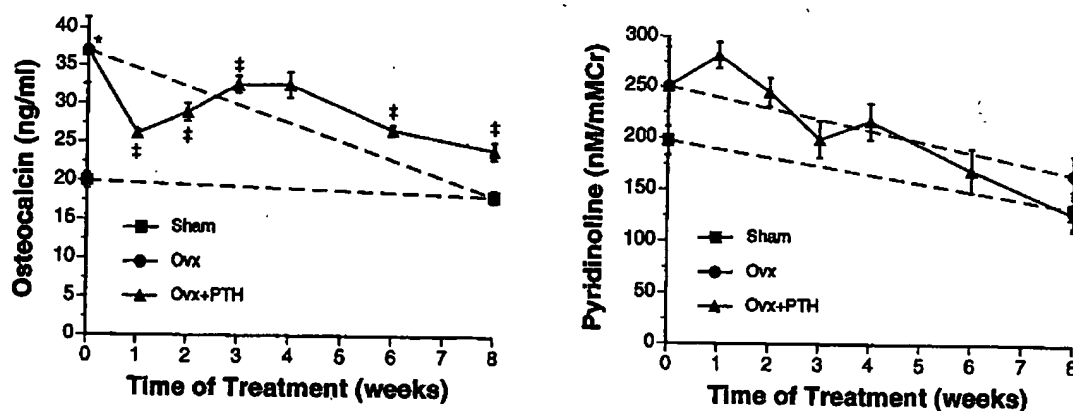 Osteocalcin (ng/ml)
40
35
30
25
20
15
10
5
0
*
‡
‡
‡
‡
‡
Sham
Ovx
Ovx+PTH
0 1 2 3 4 5 6 7 8
Time of Treatment (weeks)
Pyridinoline (nM/mMCr)
300
250
200
150
250
100
50
0
Sham
Ovx
Ovx+PTH
0 1 2 3 4 5 6 7 8
Time of Treatment (weeks)